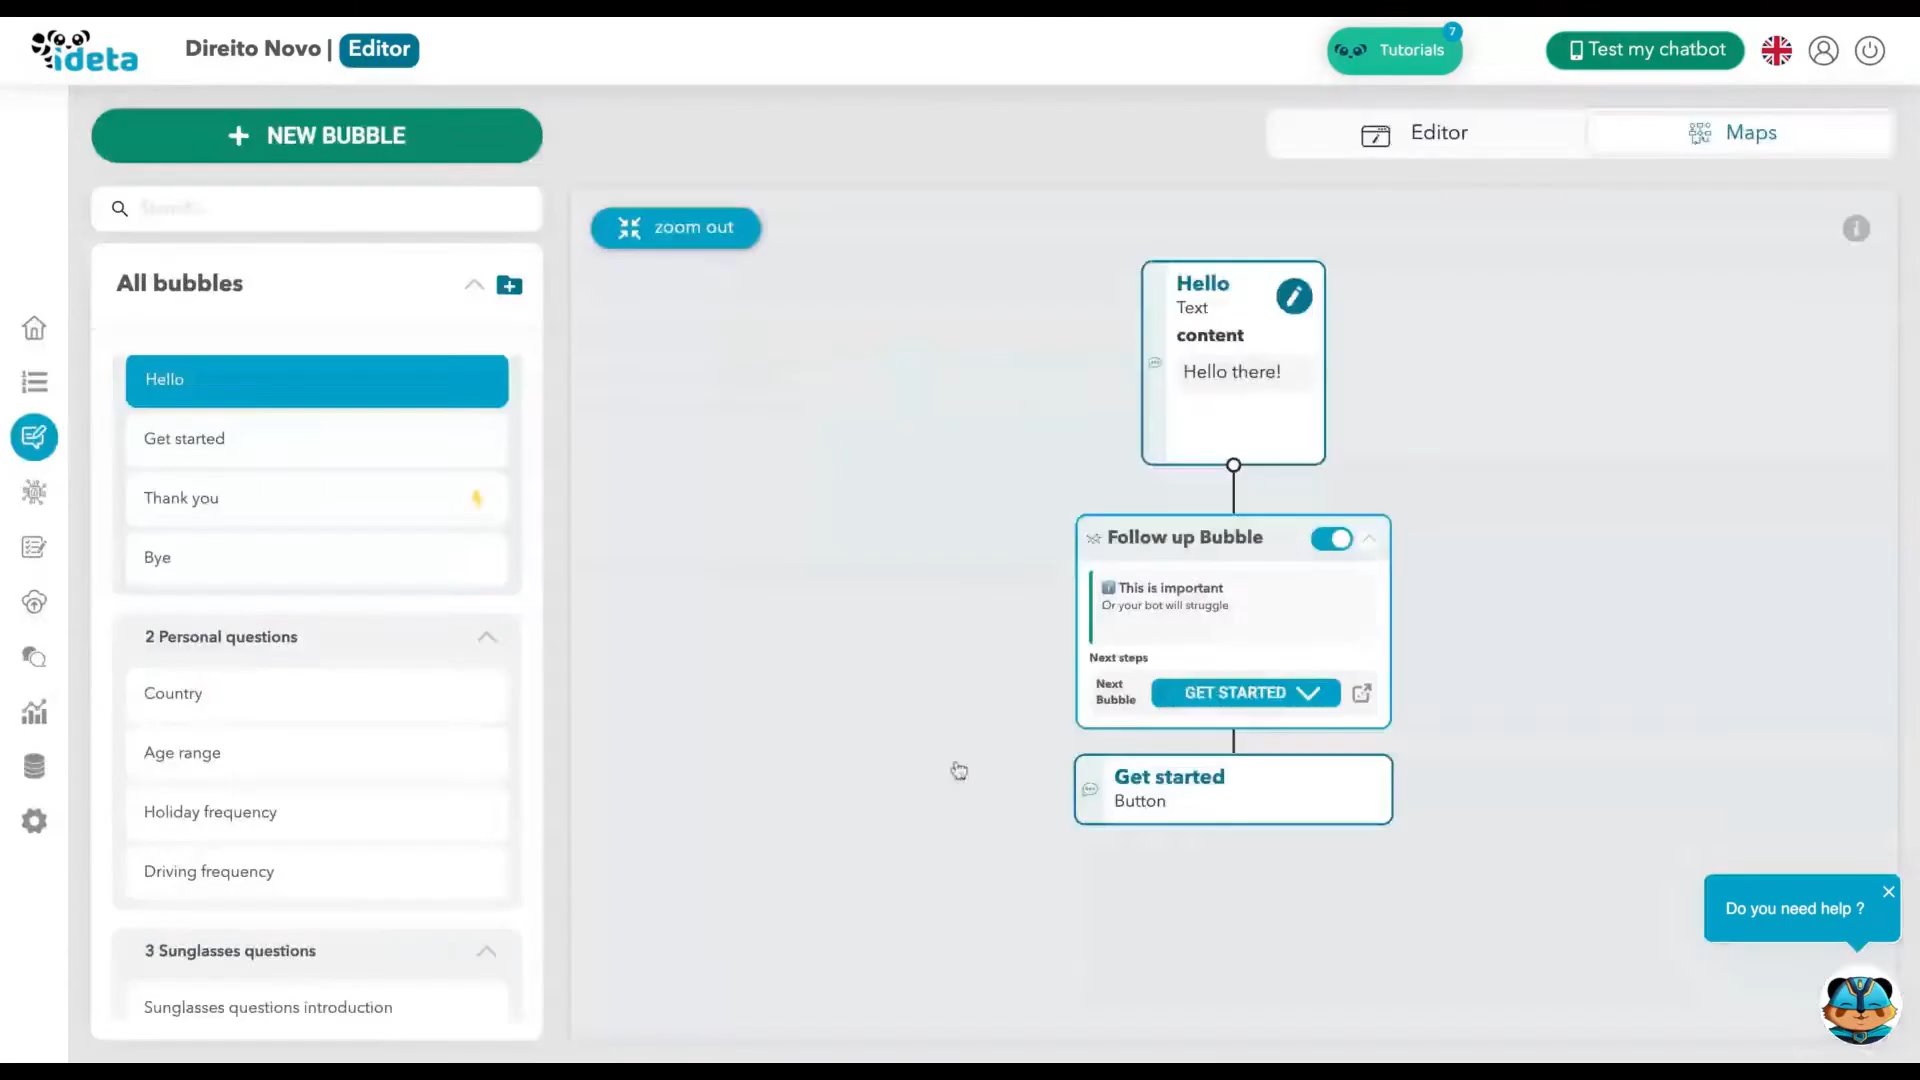 ideta
Direito Novo | Editor
Tutorials
7
Test my chatbot
NEW BUBBLE
Editor
Maps
Search...
zoom out
All bubbles
Hello
Get started
Thank you
Bye
2 Personal questions
Country
Age range
Holiday frequency
Driving frequency
3 Sunglasses questions
Sunglasses questions introduction
Hello
Text
content
Hello there!
Follow up Bubble
This is important
Or your bot will struggle
Next steps
Next
Bubble
GET STARTED
Get started
Button
Do you need help ?